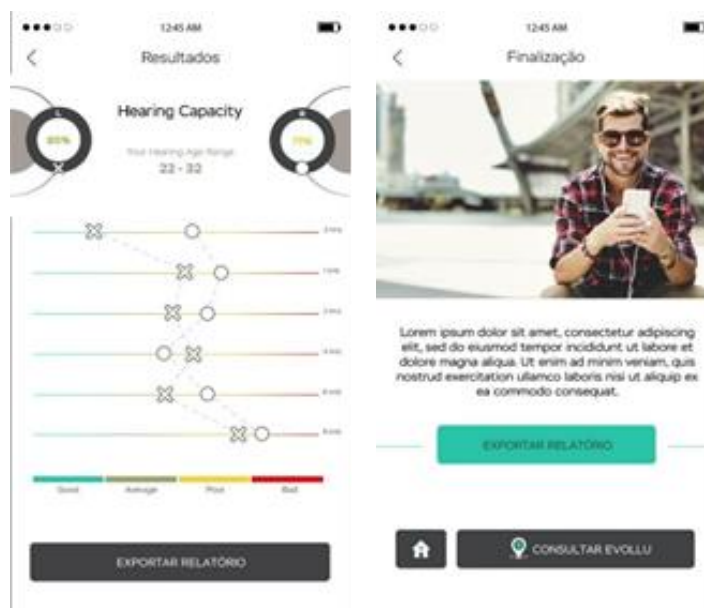 12:45 AM
Resultados
Hearing Capacity
L
R
Your Hearing Age Range
22 - 32
Good
Average
Poor
Bad
EXPORTAR RELATÓRIO
12:45 AM
Finalização
Lorem ipsum dolor sit amet, consectetur adipiscing
elit, sed do eiusmod tempor incididunt ut labore et
dolore magna aliqua. Ut enim ad minim veniam, quis
nostrud exercitation ullamco laboris nisi ut aliquip ex
ea commodo consequat.
EXPORTAR RELATÓRIO
CONSULTAR EVOLLU